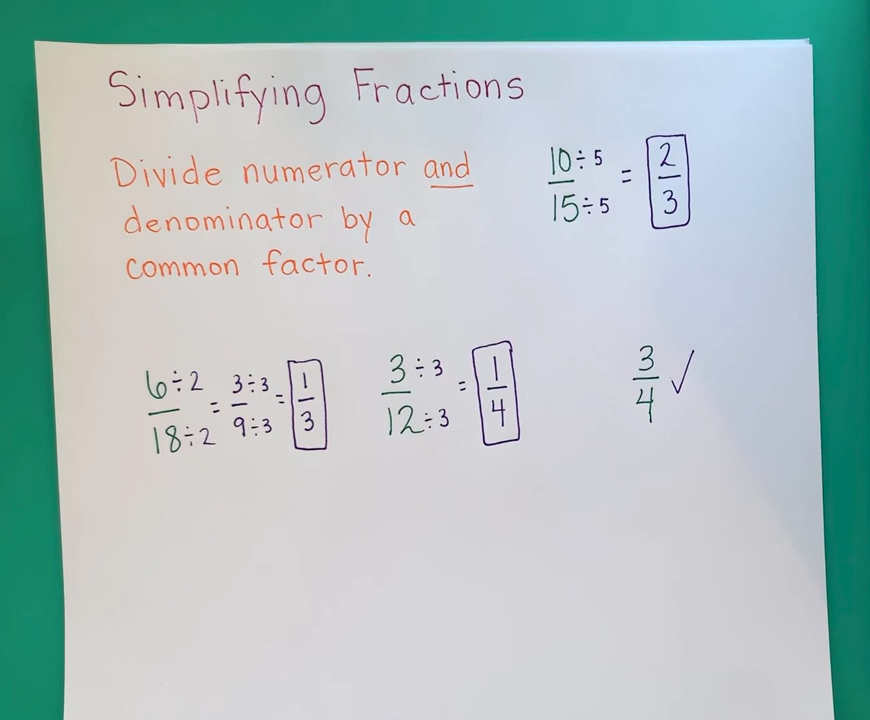 Simplifying Fractions
Divide numerator and
denominator by a
common factor.
10÷5 / 15÷5 = 2/3
6÷2 / 18÷2 = 3÷3 / 9÷3 = 1/3
3÷3 / 12÷3 = 1/4
3/4 ✓